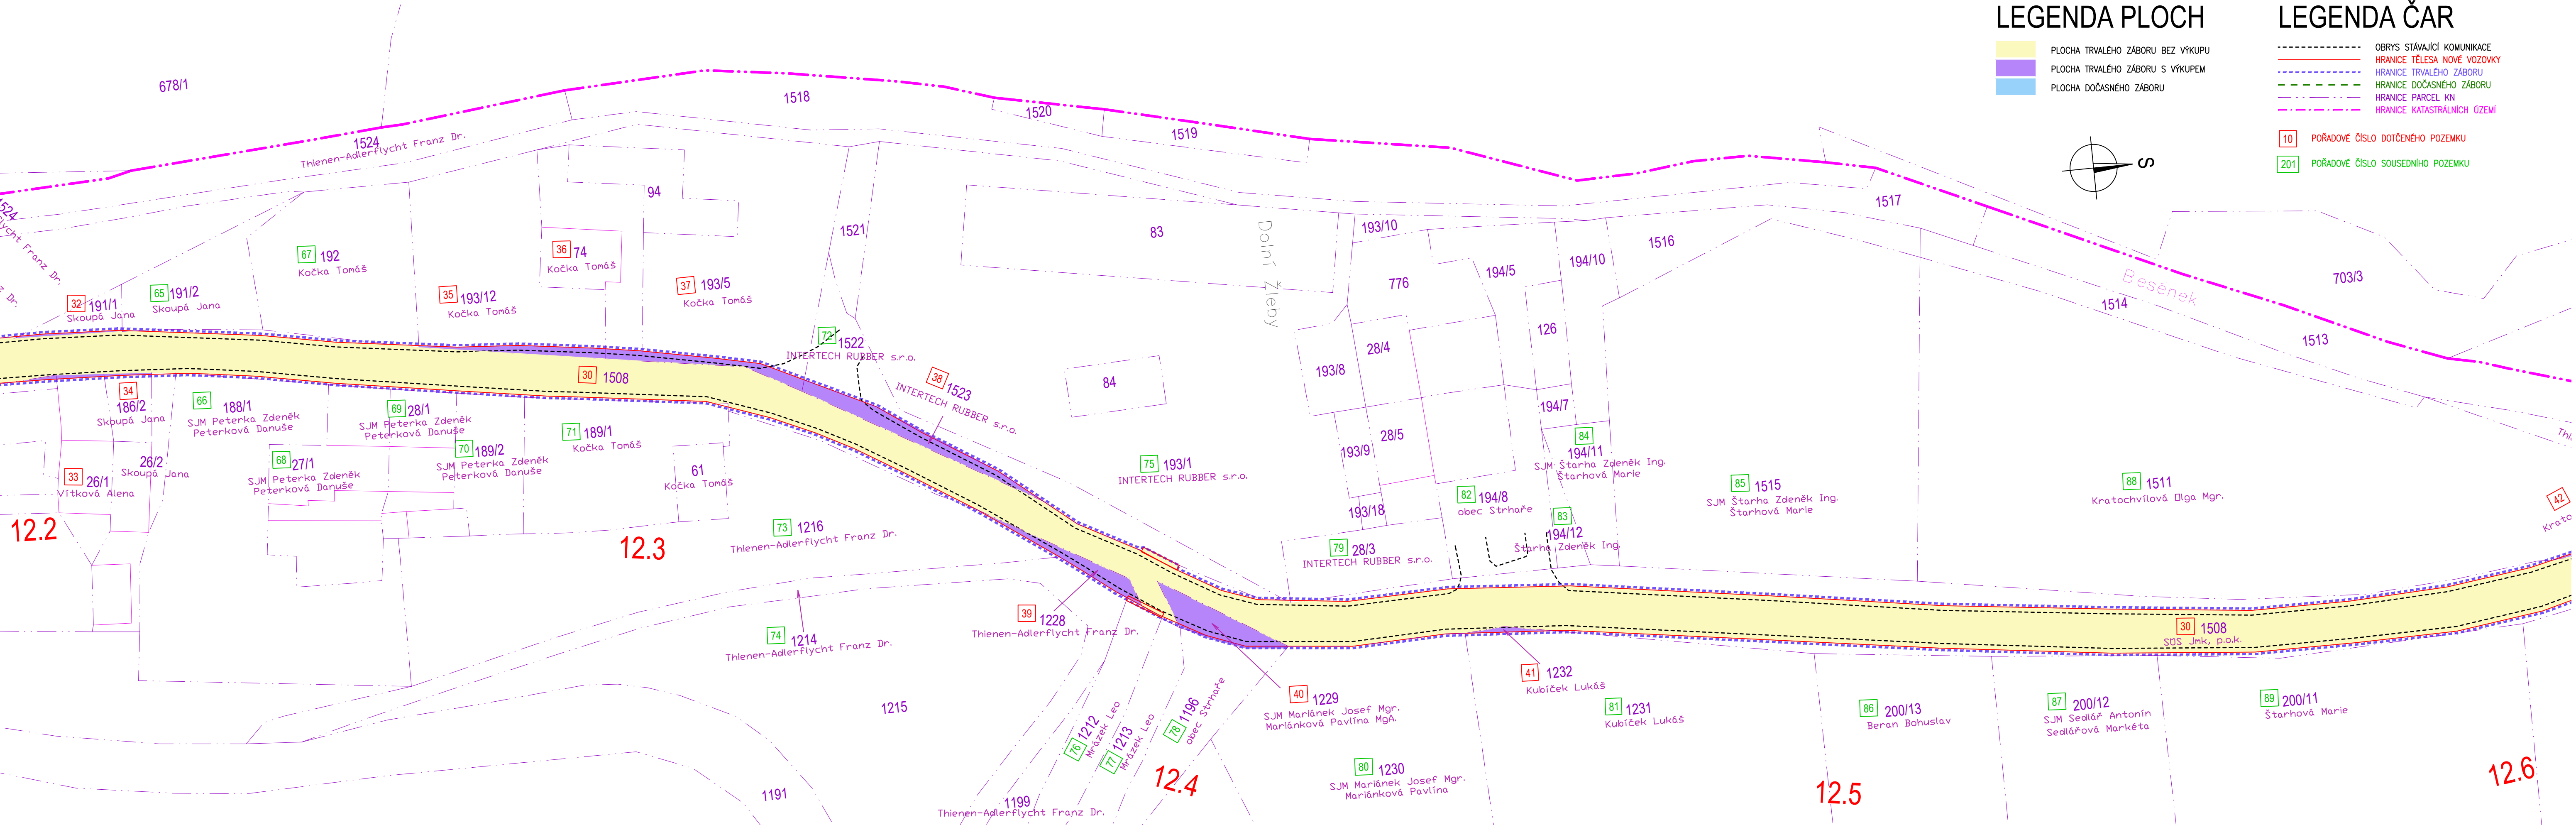 LEGENDA PLOCH
PLOCHA TRVALÉHO ZÁBORU BEZ VÝKUPU
PLOCHA TRVALÉHO ZÁBORU S VÝKUPEM
PLOCHA DOČASNÉHO ZÁBORU
LEGENDA ČAR
OBRYS STÁVAJÍCÍ KOMUNIKACE
HRANICE TĚLESA NOVÉ VOZOVKY
HRANICE TRVALÉHO ZÁBORU
HRANICE DOČASNÉHO ZÁBORU
HRANICE PARCEL KN
HRANICE KATASTRÁLNÍCH ÚZEMÍ
10 POŘADOVÉ ČÍSLO DOTČENÉHO POZEMKU
201 POŘADOVÉ ČÍSLO SOUSEDNÍHO POZEMKU
S
678/1
1524
Thienen-Adlerflycht Franz Dr.
1518
1520
1519
1517
1516
1514
1513
703/3
Besének
1524
ycht Franz Dr.
Dr.
67 192
Kočka Tomáš
32 191/1
Skoupá Jana
65 191/2
Skoupá Jana
35 193/12
Kočka Tomáš
36 74
Kočka Tomáš
94
37 193/5
Kočka Tomáš
1521
83
Dolní Žleby
193/10
776
194/5
194/10
126
28/4
193/8
194/7
28/5
193/9
193/18
84
72 1522
INTERTECH RUBBER s.r.o.
38 1523
INTERTECH RUBBER s.r.o.
30 1508
34
186/2
Skoupá Jana
66 188/1
SJM Peterka Zdeněk
Peterková Danuše
69 28/1
SJM Peterka Zdeněk
Peterková Danuše
71 189/1
Kočka Tomáš
70 189/2
SJM Peterka Zdeněk
Peterková Danuše
33 26/1
Vítková Alena
26/2
Skoupá Jana
68 27/1
SJM Peterka Zdeněk
Peterková Danuše
61
Kočka Tomáš
75 193/1
INTERTECH RUBBER s.r.o.
84
194/11
SJM Štarha Zdeněk Ing.
Štarhová Marie
82 194/8
obec Strhaře
83
194/12
Štarha Zdeněk Ing.
85 1515
SJM Štarha Zdeněk Ing.
Štarhová Marie
88 1511
Kratochvílová Olga Mgr.
42
Krato
12.2
12.3
73 1216
Thienen-Adlerflycht Franz Dr.
79 28/3
INTERTECH RUBBER s.r.o.
74 1214
Thienen-Adlerflycht Franz Dr.
39 1228
Thienen-Adlerflycht Franz Dr.
30 1508
SÚS Jmk, p.o.k.
1215
76 1212
Mrázek Leo
77 1213
Mrázek Leo
78 1196
obec Strhaře
40 1229
SJM Mariánek Josef Mgr.
Mariánková Pavlína MgA.
41 1232
Kubíček Lukáš
81 1231
Kubíček Lukáš
86 200/13
Beran Bohuslav
87 200/12
SJM Sedlář Antonín
Sedlářová Markéta
89 200/11
Štarhová Marie
80 1230
SJM Mariánek Josef Mgr.
Mariánková Pavlína
1191
1199
Thienen-Adlerflycht Franz Dr.
12.4
12.5
12.6